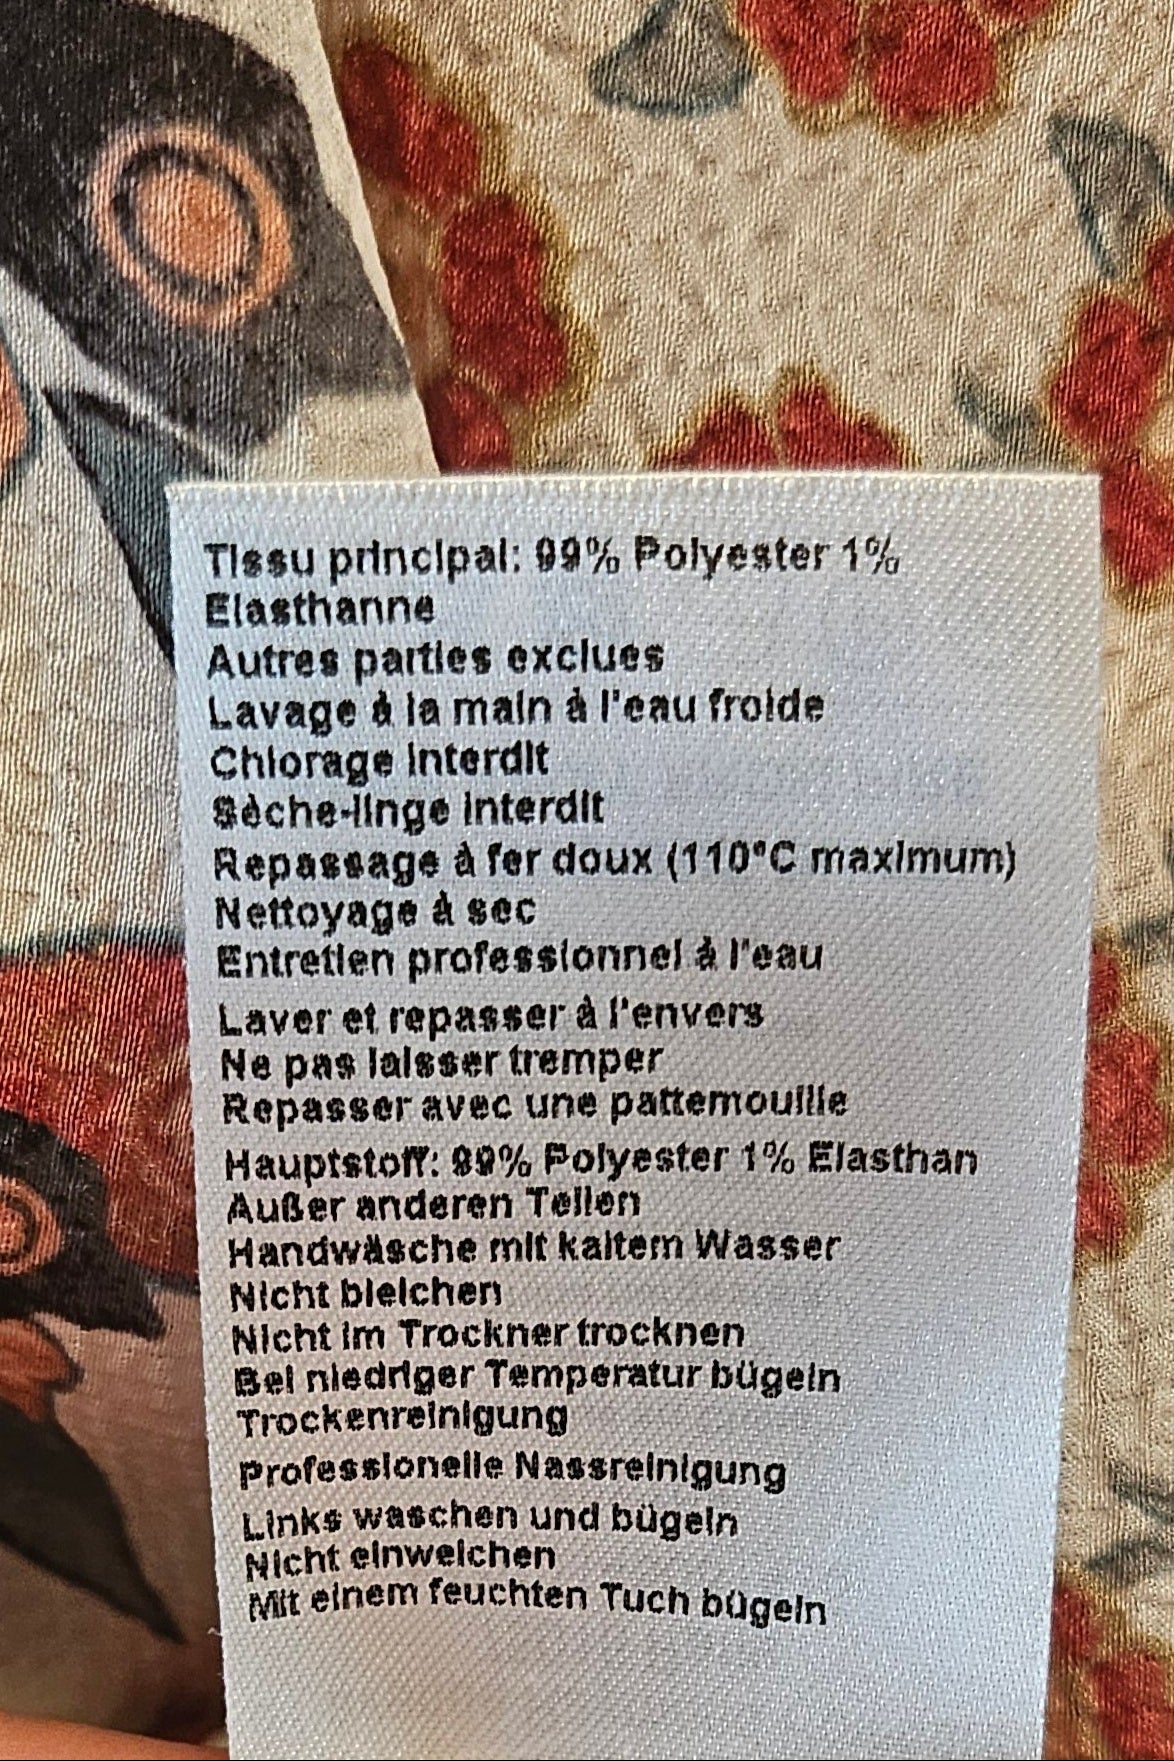 Tissu principal: 99% Polyester 1%
Elasthanne
Autres parties exclues
Lavage à la main à l'eau froide
Chlorage interdit
Sèche-linge interdit
Repassage à fer doux (110°C maximum)
Nettoyage à sec
Entretien professionnel à l'eau
Laver et repasser à l'envers
Ne pas laisser tremper
Repasser avec une pattemouille
Hauptstoff: 99% Polyester 1% Elasthan
Außer anderen Teilen
Handwäsche mit kaltem Wasser
Nicht bleichen
Nicht im Trockner trocknen
Bei niedriger Temperatur bügeln
Trockenreinigung
Professionelle Nassreinigung
Links waschen und bügeln
Nicht einweichen
Mit einem feuchten Tuch bügeln